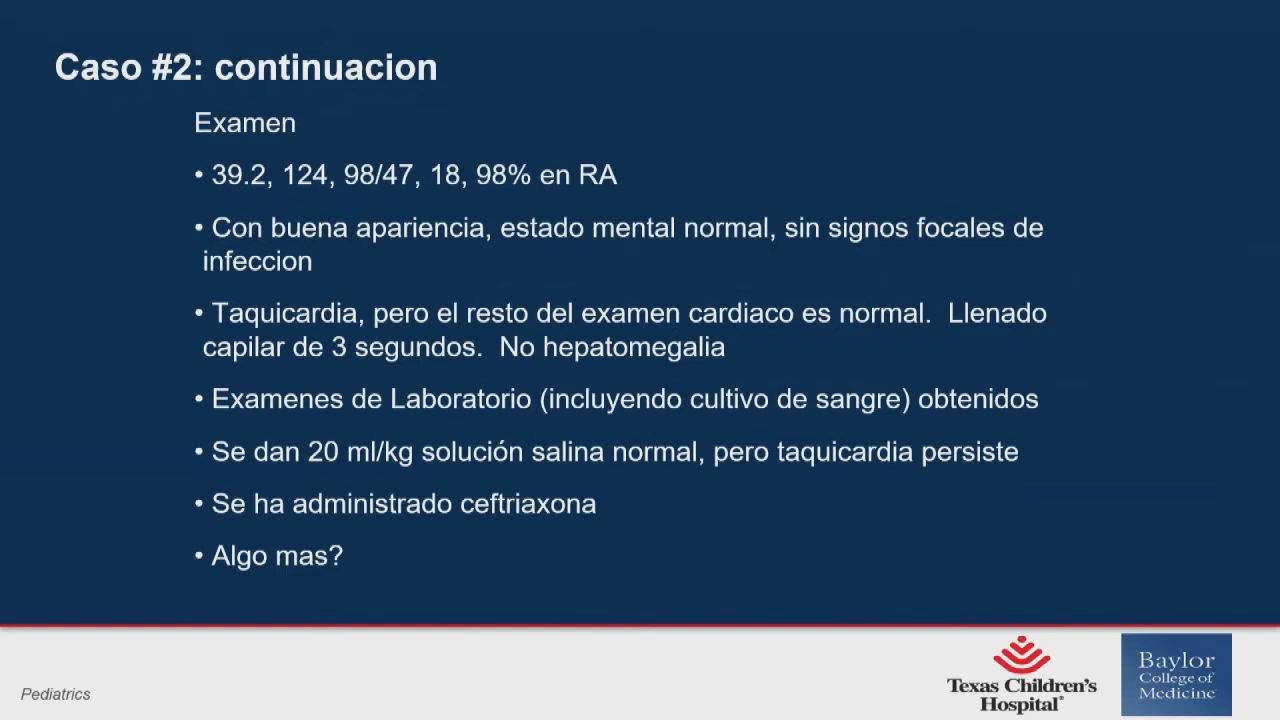 Caso #2: continuacion
Examen
• 39.2, 124, 98/47, 18, 98% en RA
• Con buena apariencia, estado mental normal, sin signos focales de
infeccion
• Taquicardia, pero el resto del examen cardiaco es normal.  Llenado
capilar de 3 segundos.  No hepatomegalia
• Examenes de Laboratorio (incluyendo cultivo de sangre) obtenidos
• Se dan 20 ml/kg solución salina normal, pero taquicardia persiste
• Se ha administrado ceftriaxona
• Algo mas?
Pediatrics
Texas Children's
Hospital®
Baylor
College of
Medicine